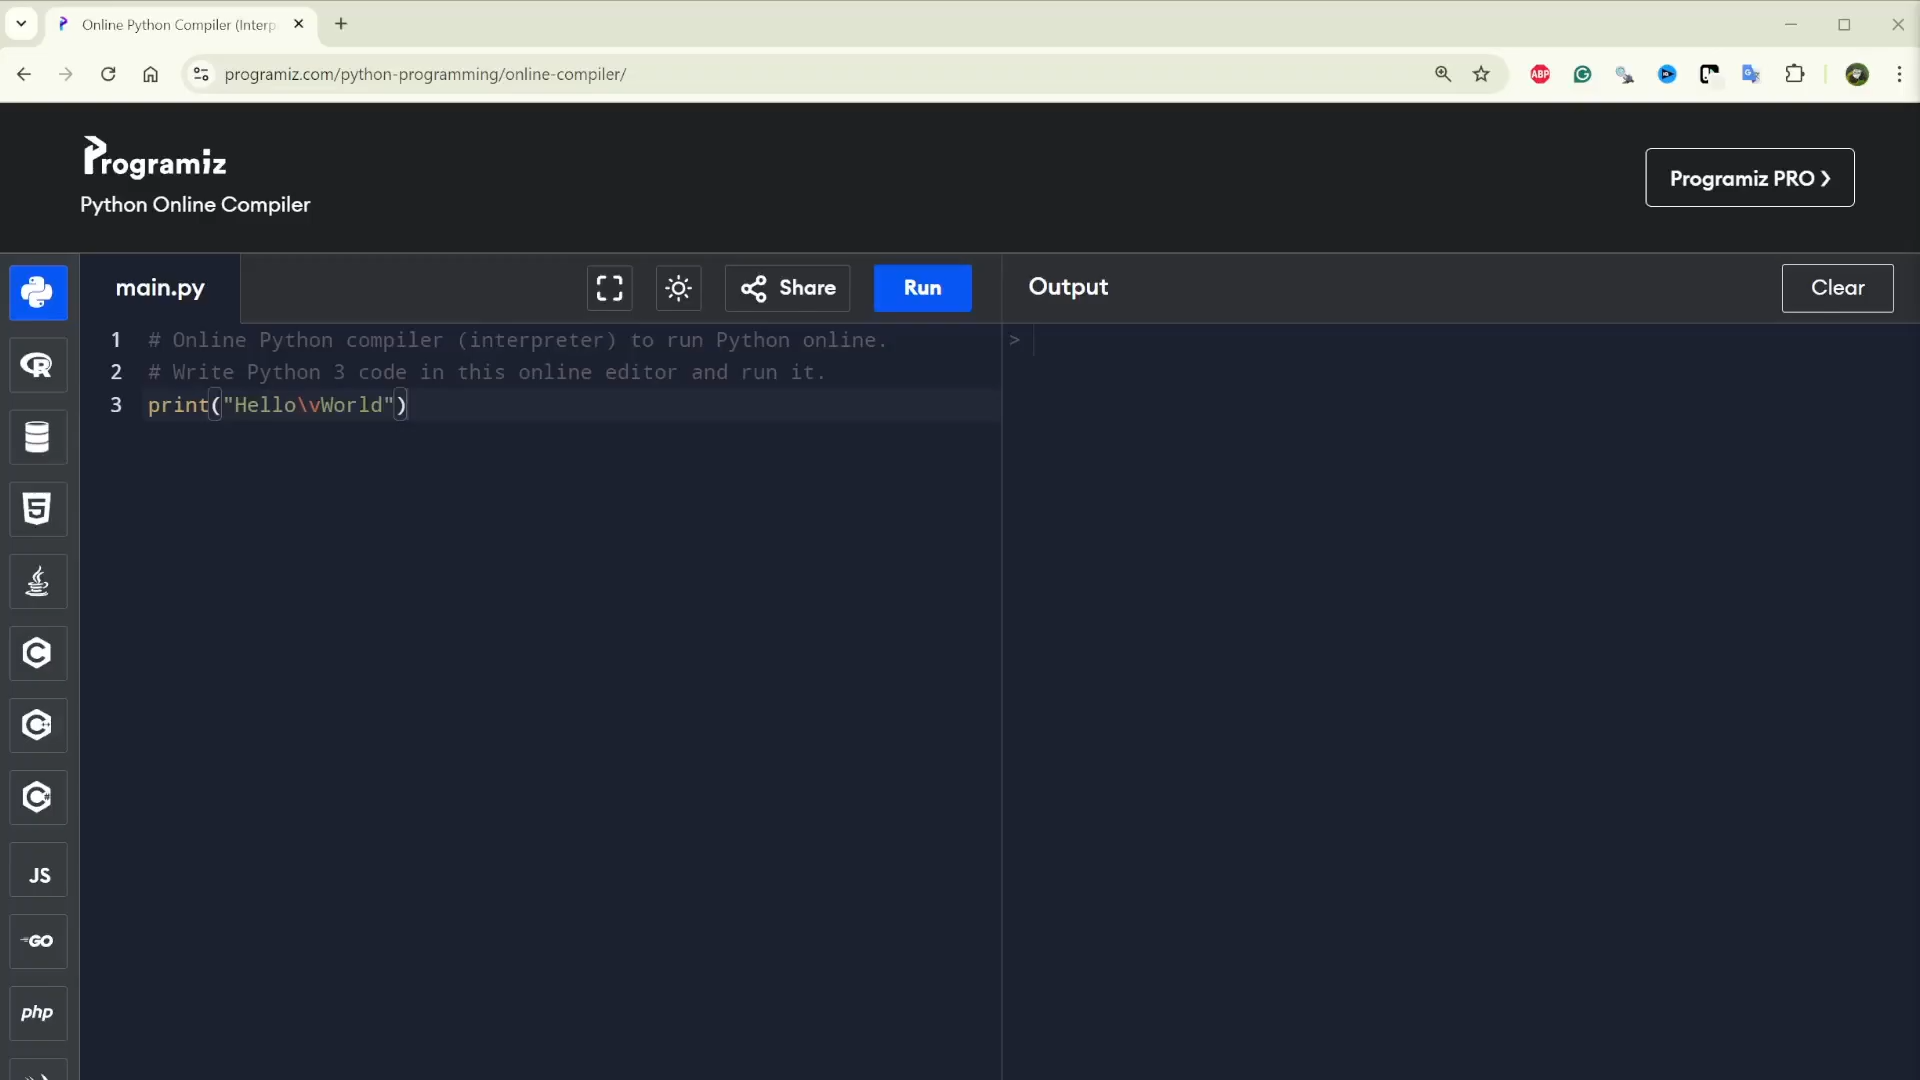 Online Python Compiler (Interp
programiz.com/python-programming/online-compiler/
ABP
Programiz
Python Online Compiler
Programiz PRO ❯
main.py
Share
Run
Output
Clear
1 # Online Python compiler (interpreter) to run Python online.
2 # Write Python 3 code in this online editor and run it.
3 print("Hello\vWorld")
>
R
5
C
C++
C#
JS
GO
php